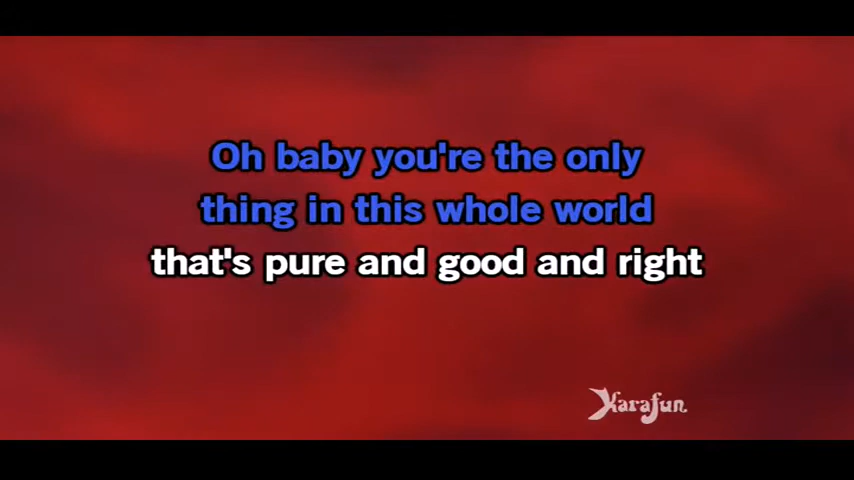 Oh baby you're the only
thing in this whole world
that's pure and good and right
Karafun